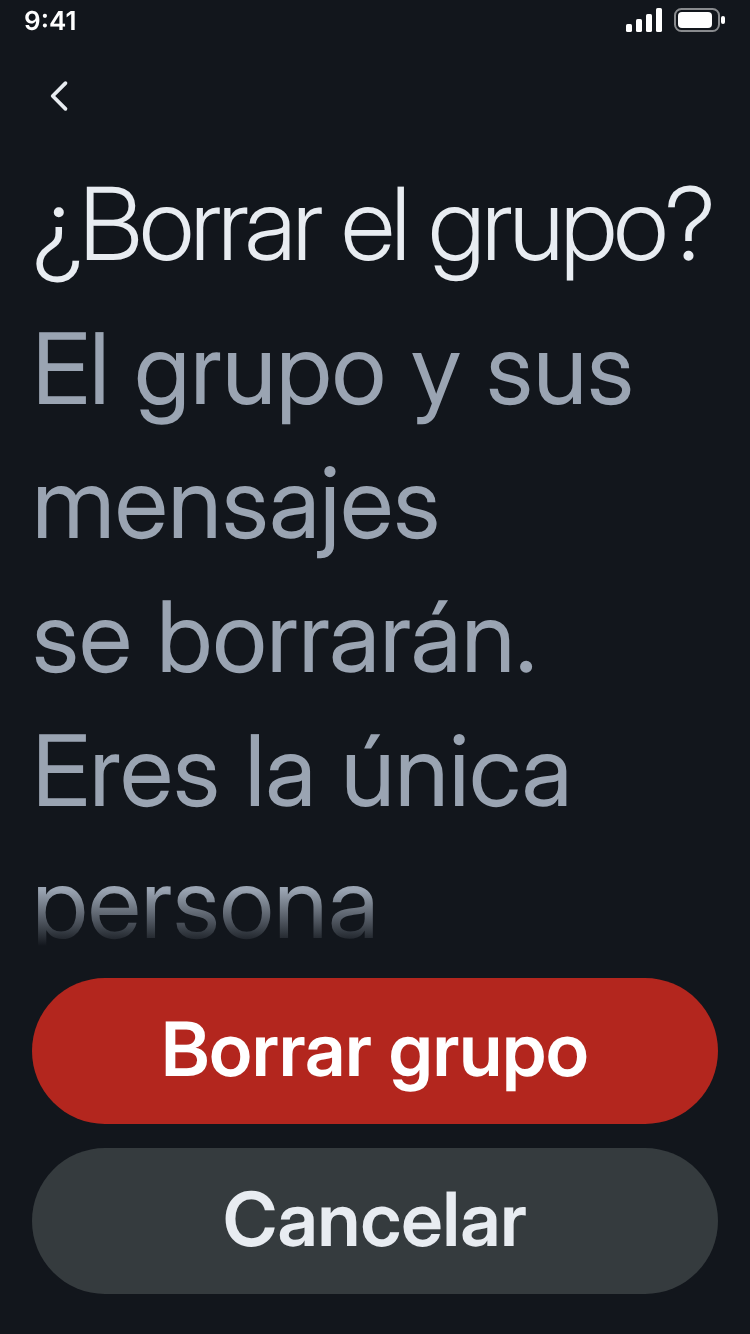 9:41
¿Borrar el grupo?
El grupo y sus
mensajes
se borrarán.
Eres la única
persona
Borrar grupo
Cancelar